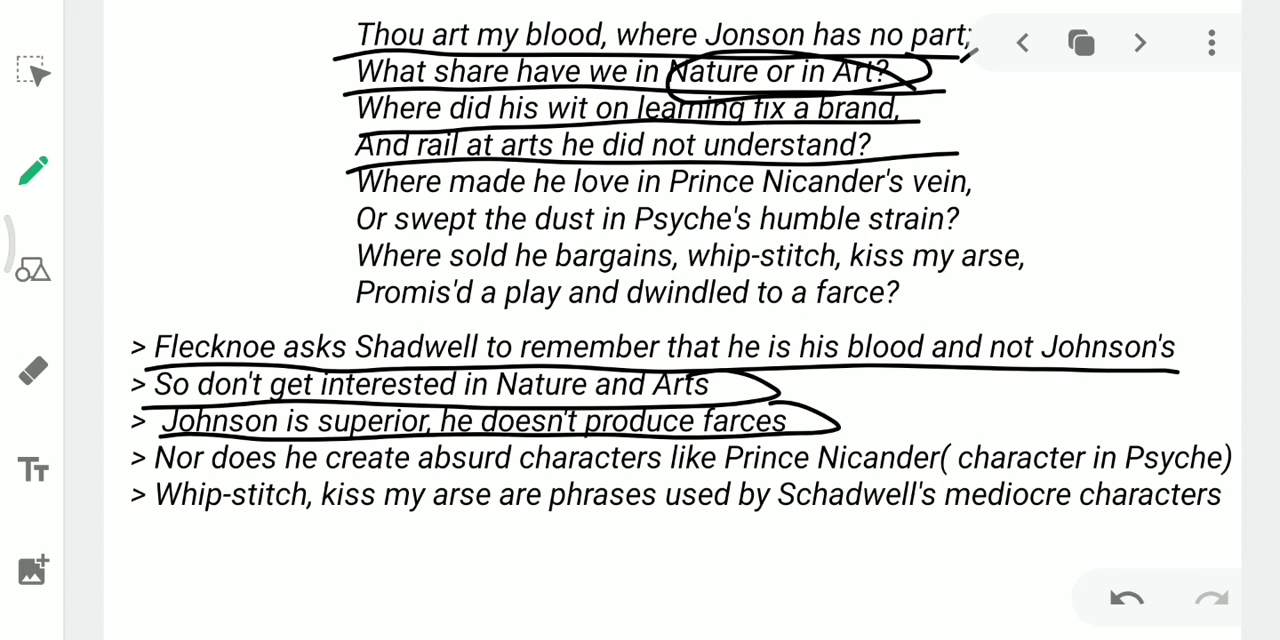 Thou art my blood, where Jonson has no part;
What share have we in Nature or in Art?
Where did his wit on learning fix a brand,
And rail at arts he did not understand?
Where made he love in Prince Nicander's vein,
Or swept the dust in Psyche's humble strain?
Where sold he bargains, whip-stitch, kiss my arse,
Promis'd a play and dwindled to a farce?
> Flecknoe asks Shadwell to remember that he is his blood and not Johnson's
> So don't get interested in Nature and Arts
> Johnson is superior, he doesn't produce farces
> Nor does he create absurd characters like Prince Nicander( character in Psyche)
> Whip-stitch, kiss my arse are phrases used by Schadwell's mediocre characters
TT